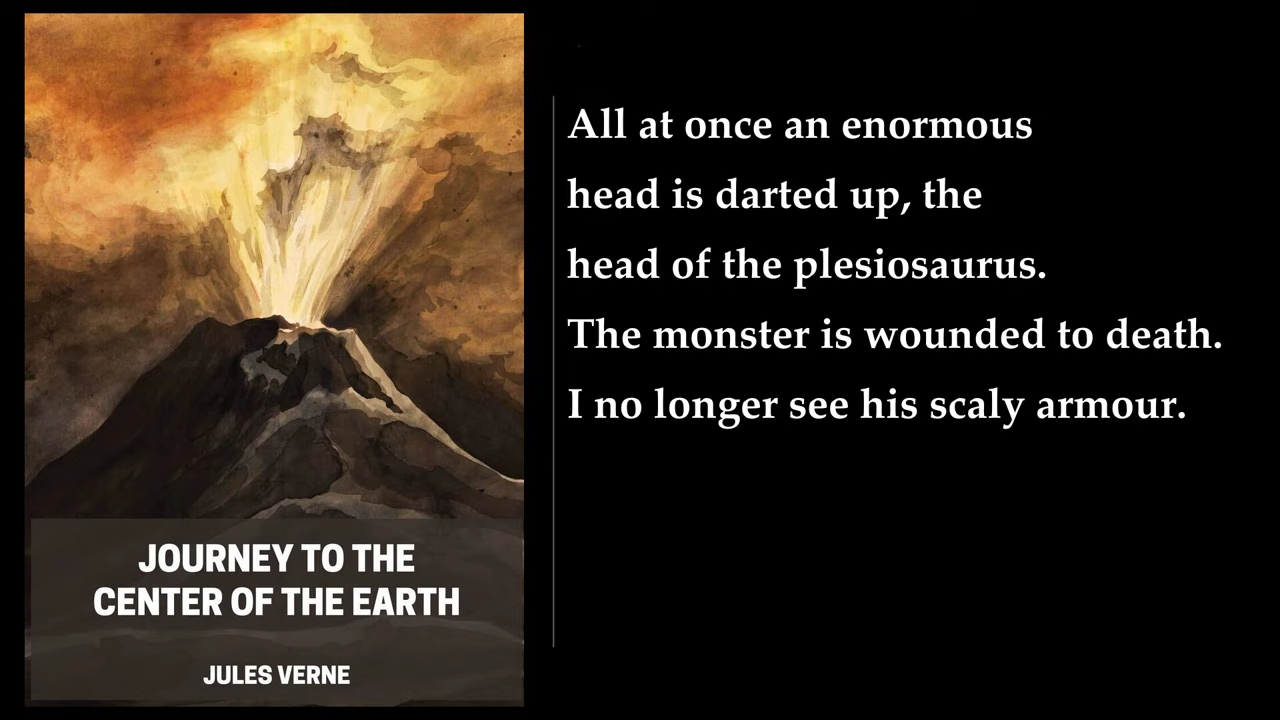 All at once an enormous
head is darted up, the
head of the plesiosaurus.
The monster is wounded to death.
I no longer see his scaly armour.
JOURNEY TO THE
CENTER OF THE EARTH
JULES VERNE